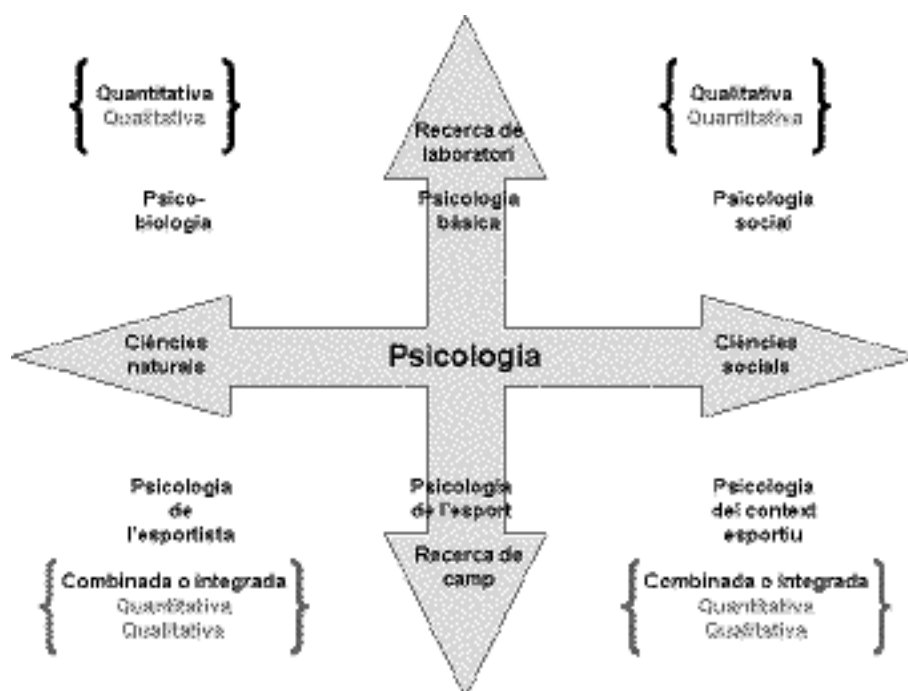 Quantitativa
Qualitativa
Recerca de
laboratori
Qualitativa
Quantitativa
Psico-
biologia
Psicologia
bàsica
Psicologia
social
Ciències
naturals
Psicologia
Ciències
socials
Psicologia
de
l'esportista
Psicologia
de l'esport
Psicologia
del context
esportiu
Combinada o integrada
Quantitativa
Qualitativa
Recerca de
camp
Combinada o integrada
Quantitativa
Qualitativa